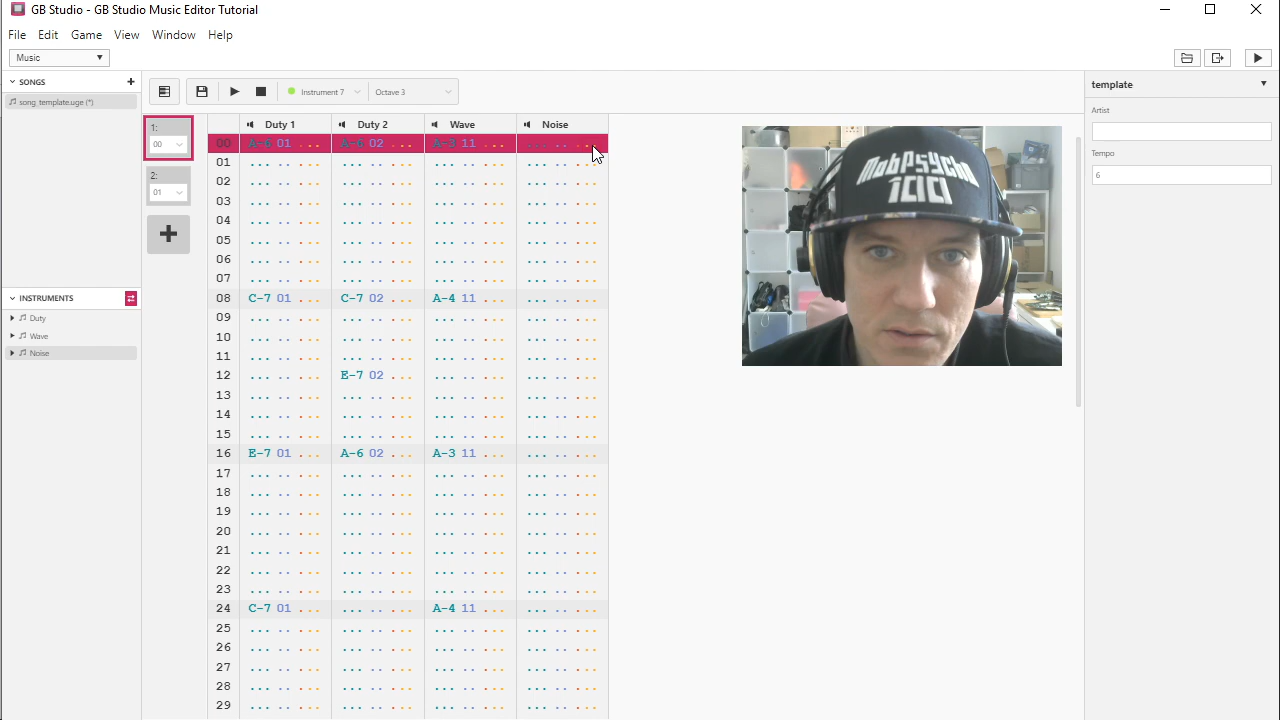 GB Studio - GB Studio Music Editor Tutorial
File Edit Game View Window Help
Music
SONGS
song_template.uge (*)
Instrument 7 Octave 3
template
Artist
Tempo
6
1:
00
2:
01
INSTRUMENTS
Duty
Wave
Noise
Duty 1 Duty 2 Wave Noise
00 A-6 01 ... A-6 02 ... A-3 11 ... ... .. ...
01 ... .. ... ... .. ... ... .. ... ... .. ...
02 ... .. ... ... .. ... ... .. ... ... .. ...
03 ... .. ... ... .. ... ... .. ... ... .. ...
04 ... .. ... ... .. ... ... .. ... ... .. ...
05 ... .. ... ... .. ... ... .. ... ... .. ...
06 ... .. ... ... .. ... ... .. ... ... .. ...
07 ... .. ... ... .. ... ... .. ... ... .. ...
08 C-7 01 ... C-7 02 ... A-4 11 ... ... .. ...
09 ... .. ... ... .. ... ... .. ... ... .. ...
10 ... .. ... ... .. ... ... .. ... ... .. ...
11 ... .. ... ... .. ... ... .. ... ... .. ...
12 ... .. ... E-7 02 ... ... .. ... ... .. ...
13 ... .. ... ... .. ... ... .. ... ... .. ...
14 ... .. ... ... .. ... ... .. ... ... .. ...
15 ... .. ... ... .. ... ... .. ... ... .. ...
16 E-7 01 ... A-6 02 ... A-3 11 ... ... .. ...
17 ... .. ... ... .. ... ... .. ... ... .. ...
18 ... .. ... ... .. ... ... .. ... ... .. ...
19 ... .. ... ... .. ... ... .. ... ... .. ...
20 ... .. ... ... .. ... ... .. ... ... .. ...
21 ... .. ... ... .. ... ... .. ... ... .. ...
22 ... .. ... ... .. ... ... .. ... ... .. ...
23 ... .. ... ... .. ... ... .. ... ... .. ...
24 C-7 01 ... ... .. ... A-4 11 ... ... .. ...
25 ... .. ... ... .. ... ... .. ... ... .. ...
26 ... .. ... ... .. ... ... .. ... ... .. ...
27 ... .. ... ... .. ... ... .. ... ... .. ...
28 ... .. ... ... .. ... ... .. ... ... .. ...
29 ... .. ... ... .. ... ... .. ... ... .. ...
MobPsycho
100